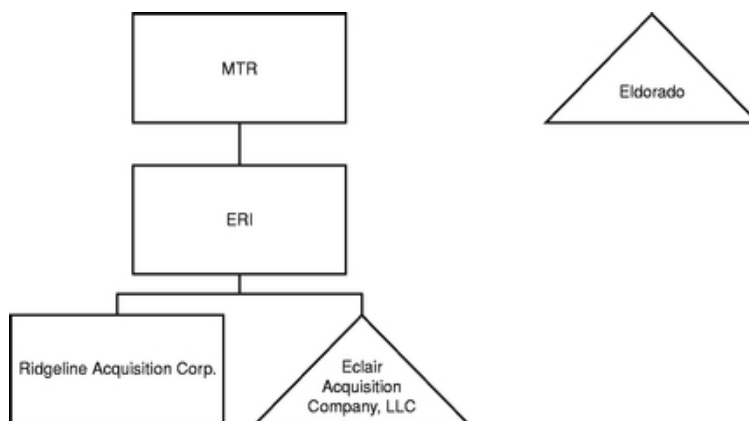 MTR
Eldorado
ERI
Ridgeline Acquisition Corp.
Eclair
Acquisition
Company, LLC